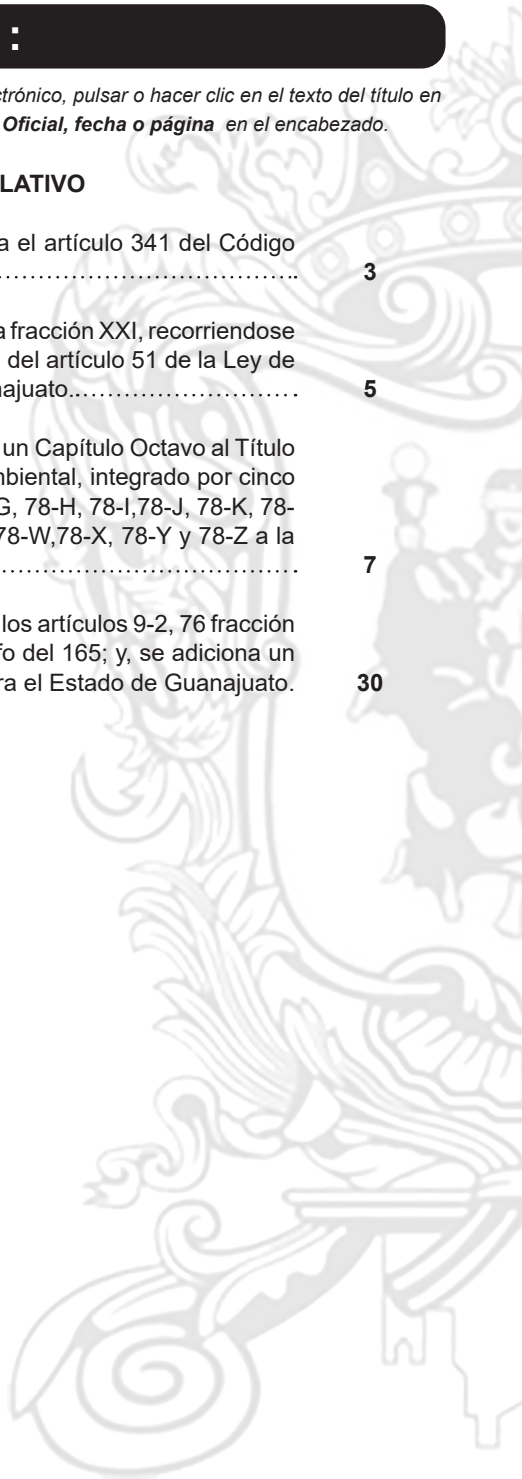 :
ctrónico, pulsar o hacer clic en el texto del título en
Oficial, fecha o página en el encabezado.
LATIVO
a el artículo 341 del Código
........................................ 3
a fracción XXI, recorriendose
del artículo 51 de la Ley de
najuato............................ 5
un Capítulo Octavo al Título
mbiental, integrado por cinco
G, 78-H, 78-I,78-J, 78-K, 78-
78-W,78-X, 78-Y y 78-Z a la
........................................ 7
los artículos 9-2, 76 fracción
fo del 165; y, se adiciona un
ra el Estado de Guanajuato. 30